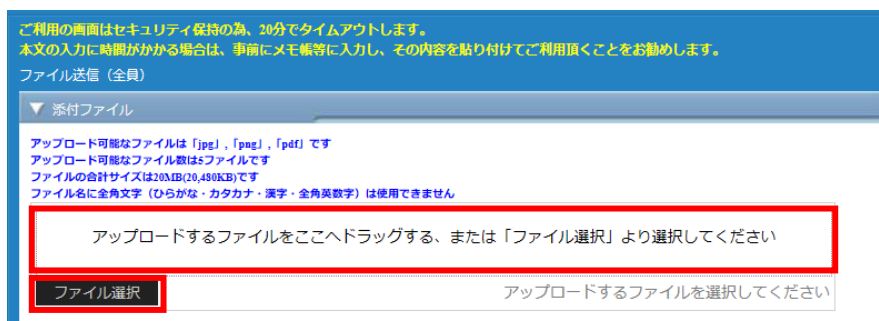 ご利用の画面はセキュリティ保持の為、20分でタイムアウトします。
本文の入力に時間がかかる場合は、事前にメモ帳等に入力し、その内容を貼り付けてご利用頂くことをお勧めします。
ファイル送信（全員）
▼ 添付ファイル
アップロード可能なファイルは「jpg」,「png」,「pdf」です
アップロード可能なファイル数は5ファイルです
ファイルの合計サイズは20MB(20,480KB)です
ファイル名に全角文字（ひらがな・カタカナ・漢字・全角英数字）は使用できません
アップロードするファイルをここへドラッグする、または「ファイル選択」より選択してください
ファイル選択 アップロードするファイルを選択してください